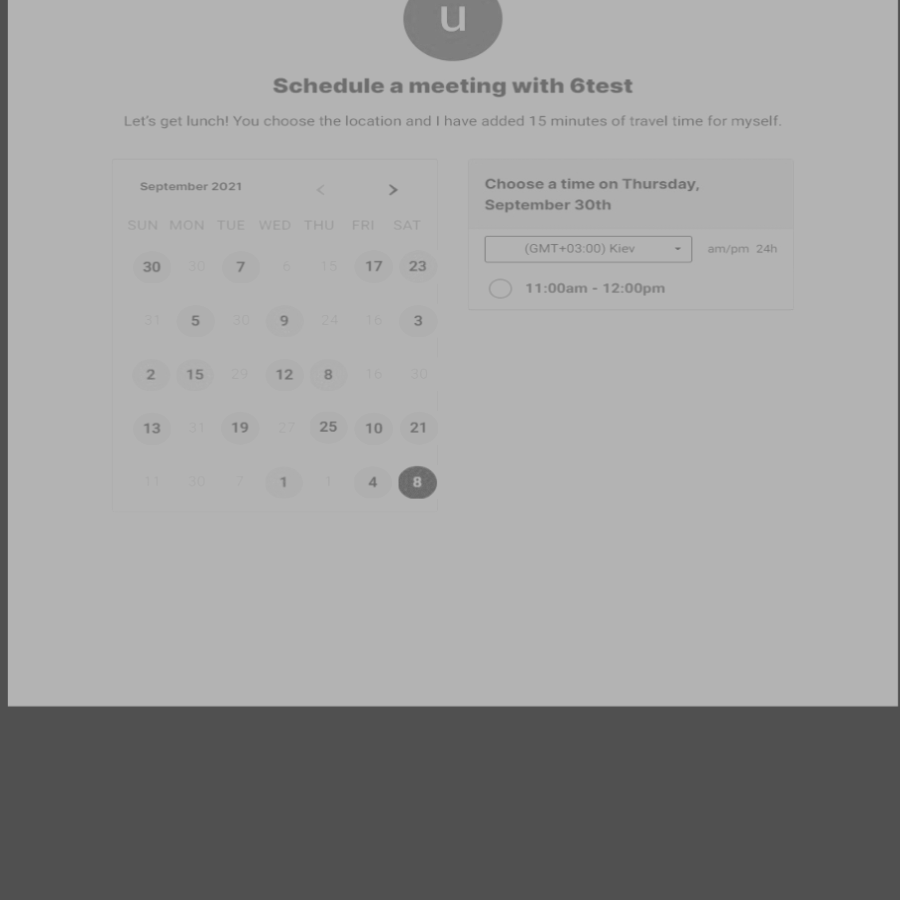 u
Schedule a meeting with 6test
Let's get lunch! You choose the location and I have added 15 minutes of travel time for myself.
September 2021 < >
SUN MON TUE WED THU FRI SAT
30 30 7 6 15 17 23
31 5 30 9 24 16 3
2 15 29 12 8 16 30
13 31 19 27 25 10 21
11 30 7 1 1 4 8
Choose a time on Thursday,
September 30th
(GMT+03:00) Kiev am/pm 24h
11:00am - 12:00pm